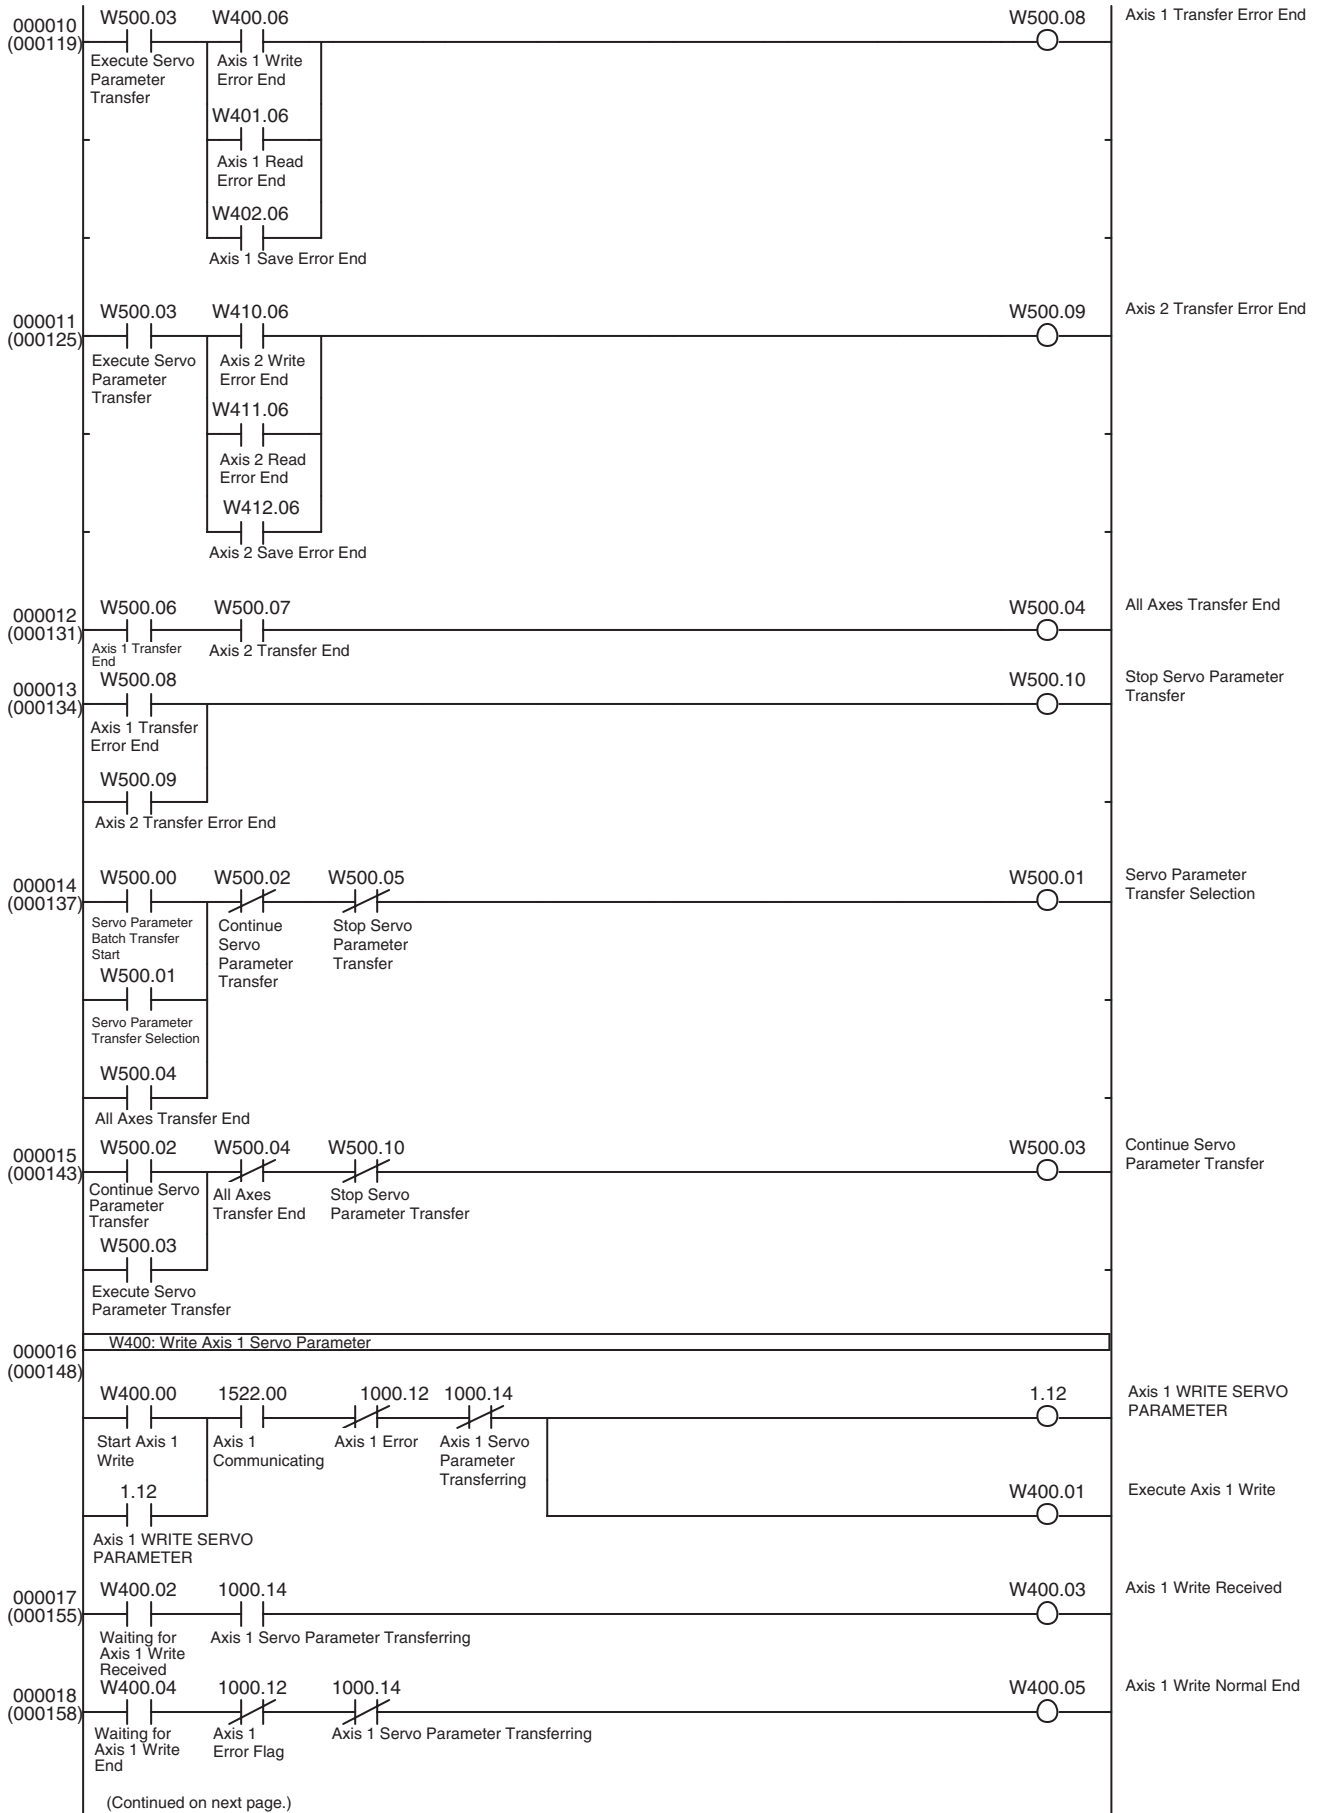 W500.03 W400.06 W500.08 Axis 1 Transfer Error End
000010
(000119)
Execute Servo Axis 1 Write
Parameter Error End
Transfer
W401.06
Axis 1 Read
Error End
W402.06
Axis 1 Save Error End
W500.03 W410.06 W500.09 Axis 2 Transfer Error End
000011
(000125)
Execute Servo Axis 2 Write
Parameter Error End
Transfer
W411.06
Axis 2 Read
Error End
W412.06
Axis 2 Save Error End
W500.06 W500.07 W500.04 All Axes Transfer End
000012
(000131)
Axis 1 Transfer Axis 2 Transfer End
End
W500.08 W500.10 Stop Servo Parameter
000013 Transfer
(000134)
Axis 1 Transfer
Error End
W500.09
Axis 2 Transfer Error End
W500.00 W500.02 W500.05 W500.01 Servo Parameter
000014 Transfer Selection
(000137)
Servo Parameter Continue Stop Servo
Batch Transfer Servo Parameter
Start Parameter Transfer
W500.01 Transfer
Servo Parameter
Transfer Selection
W500.04
All Axes Transfer End
W500.02 W500.04 W500.10 W500.03 Continue Servo
000015 Parameter Transfer
(000143)
Continue Servo All Axes Stop Servo
Parameter Transfer End Parameter Transfer
Transfer
W500.03
Execute Servo
Parameter Transfer
W400: Write Axis 1 Servo Parameter
000016
(000148)
W400.00 1522.00 1000.12 1000.14 1.12 Axis 1 WRITE SERVO
PARAMETER
Start Axis 1 Axis 1 Axis 1 Error Axis 1 Servo
Write Communicating Parameter
Transferring
1.12 W400.01 Execute Axis 1 Write
Axis 1 WRITE SERVO
PARAMETER
W400.02 1000.14 W400.03 Axis 1 Write Received
000017
(000155)
Waiting for Axis 1 Servo Parameter Transferring
Axis 1 Write
Received
W400.04 1000.12 1000.14 W400.05 Axis 1 Write Normal End
000018
(000158)
Waiting for Axis 1 Axis 1 Servo Parameter Transferring
Axis 1 Write Error Flag
End
(Continued on next page.)